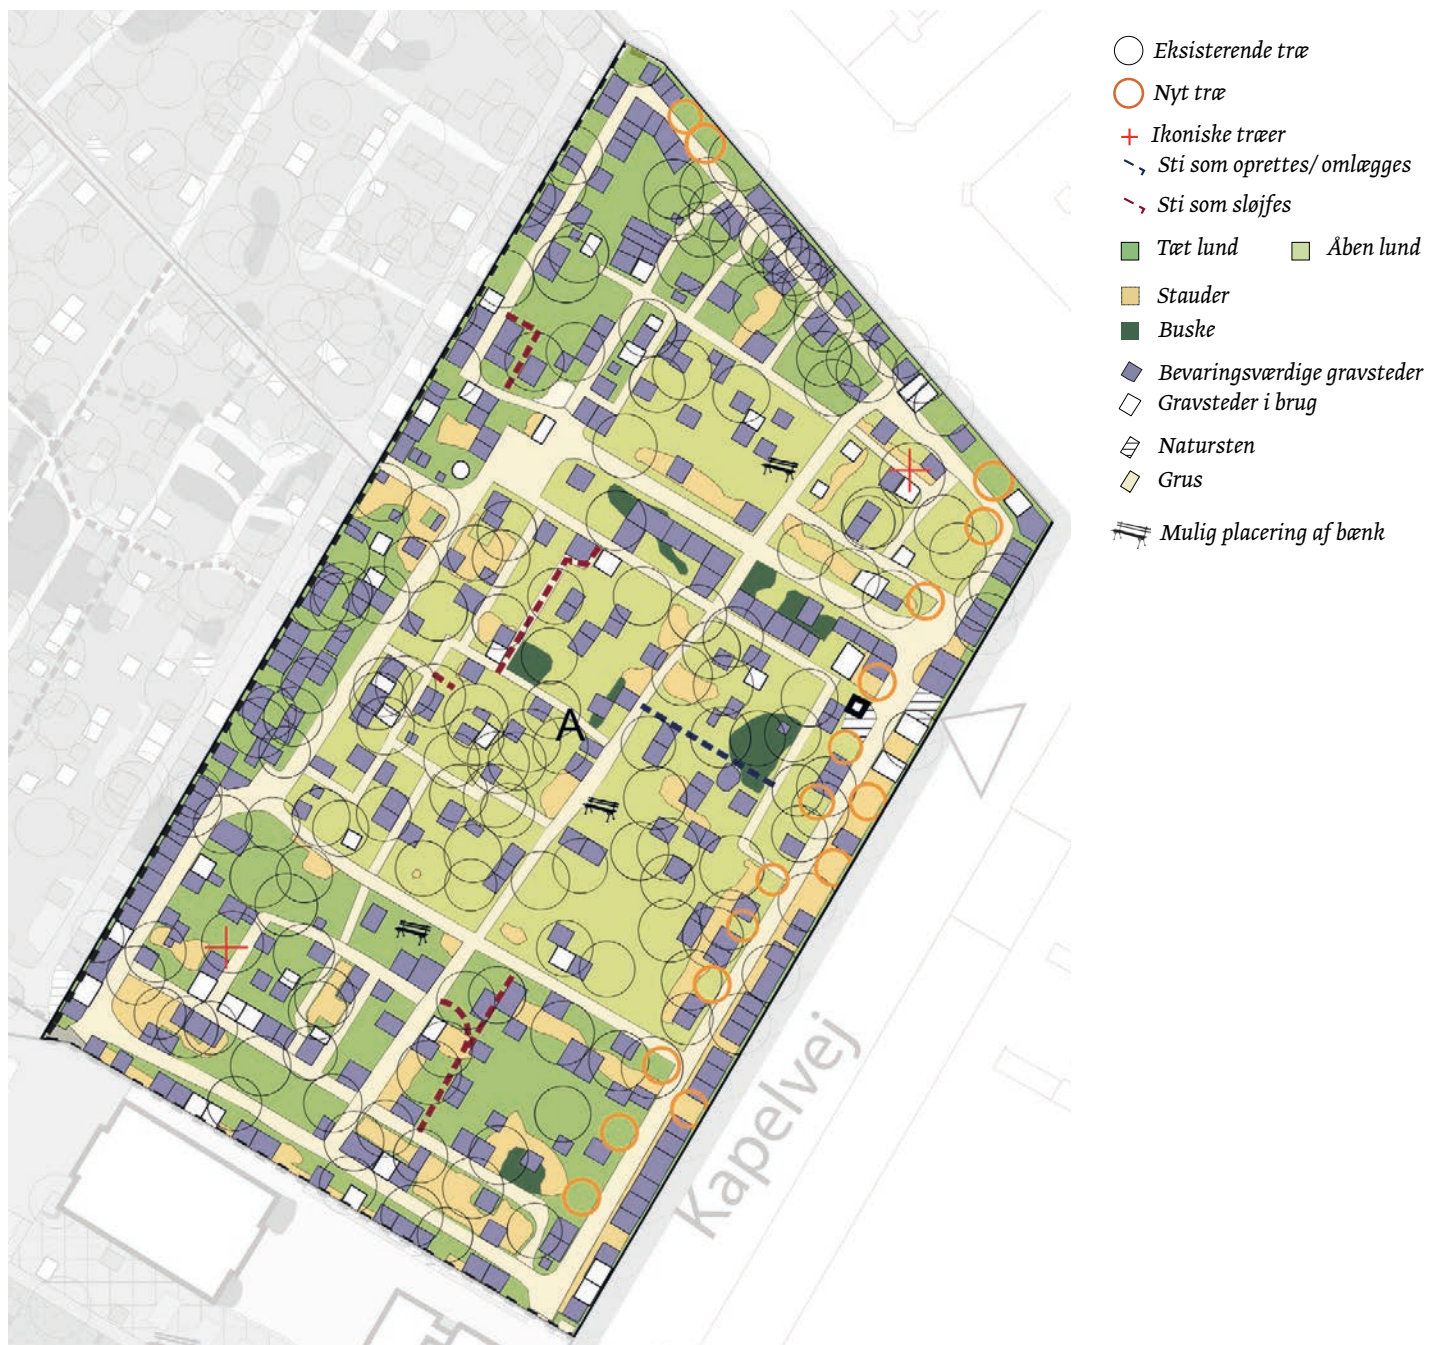 Eksisterende træ
Nyt træ
Ikoniske træer
Sti som oprettes/ omlægges
Sti som sløjfes
Tæt lund
Åben lund
Stauder
Buske
Bevaringsværdige gravsteder
Gravsteder i brug
Natursten
Grus
Mulig placering af bænk
A
Kapelvej